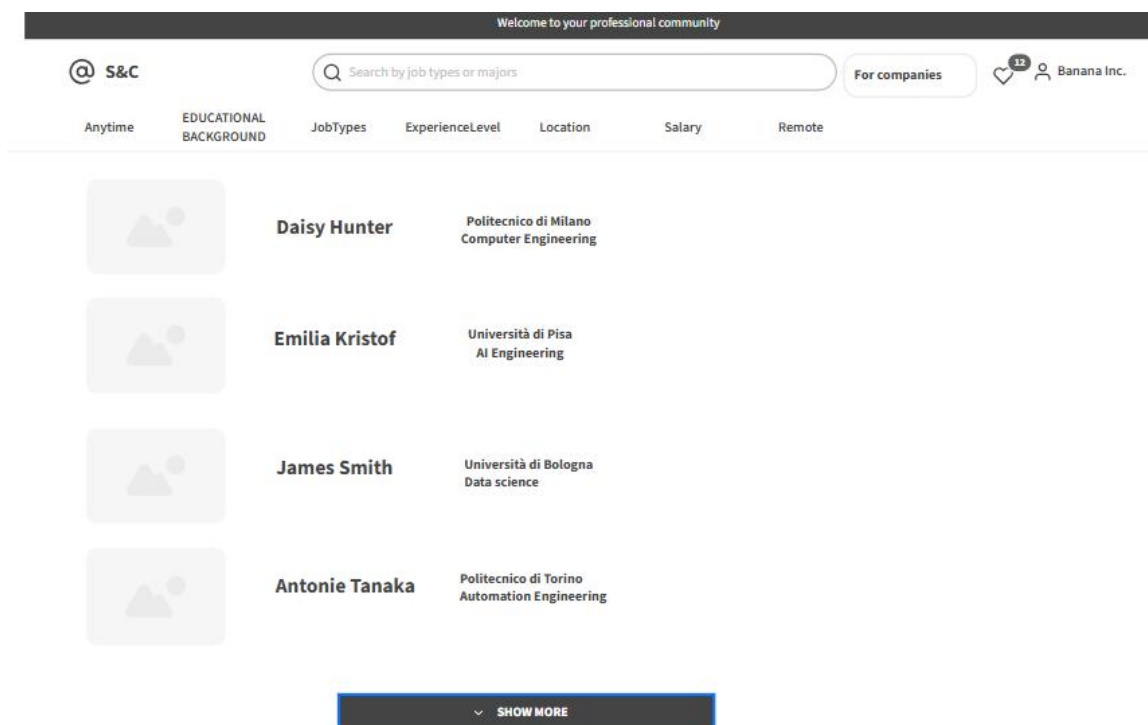 Welcome to your professional community
@ S&C
Search by job types or majors
For companies
12
Banana Inc.
Anytime
EDUCATIONAL
BACKGROUND
JobTypes
ExperienceLevel
Location
Salary
Remote
Daisy Hunter
Politecnico di Milano
Computer Engineering
Emilia Kristof
Università di Pisa
AI Engineering
James Smith
Università di Bologna
Data science
Antonie Tanaka
Politecnico di Torino
Automation Engineering
SHOW MORE